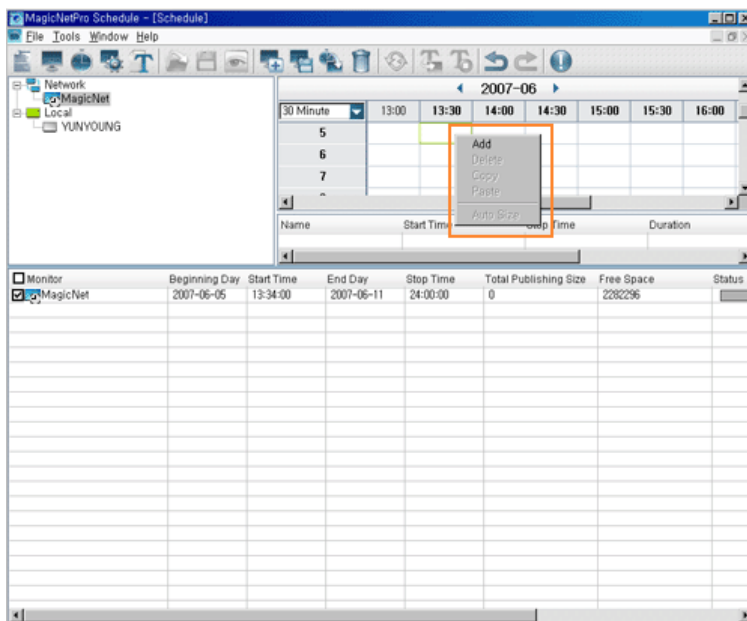 MagicNetPro Schedule - [Schedule]
File Tools Window Help
Network
MagicNet
Local
YUNYOUNG
2007-06
30 Minute 13:00 13:30 14:00 14:30 15:00 15:30 16:00
5
6
7
Add
Delete
Copy
Paste
Auto Size
Name Start Time Stop Time Duration
Monitor Beginning Day Start Time End Day Stop Time Total Publishing Size Free Space Status
MagicNet 2007-06-05 13:34:00 2007-06-11 24:00:00 0 2282296